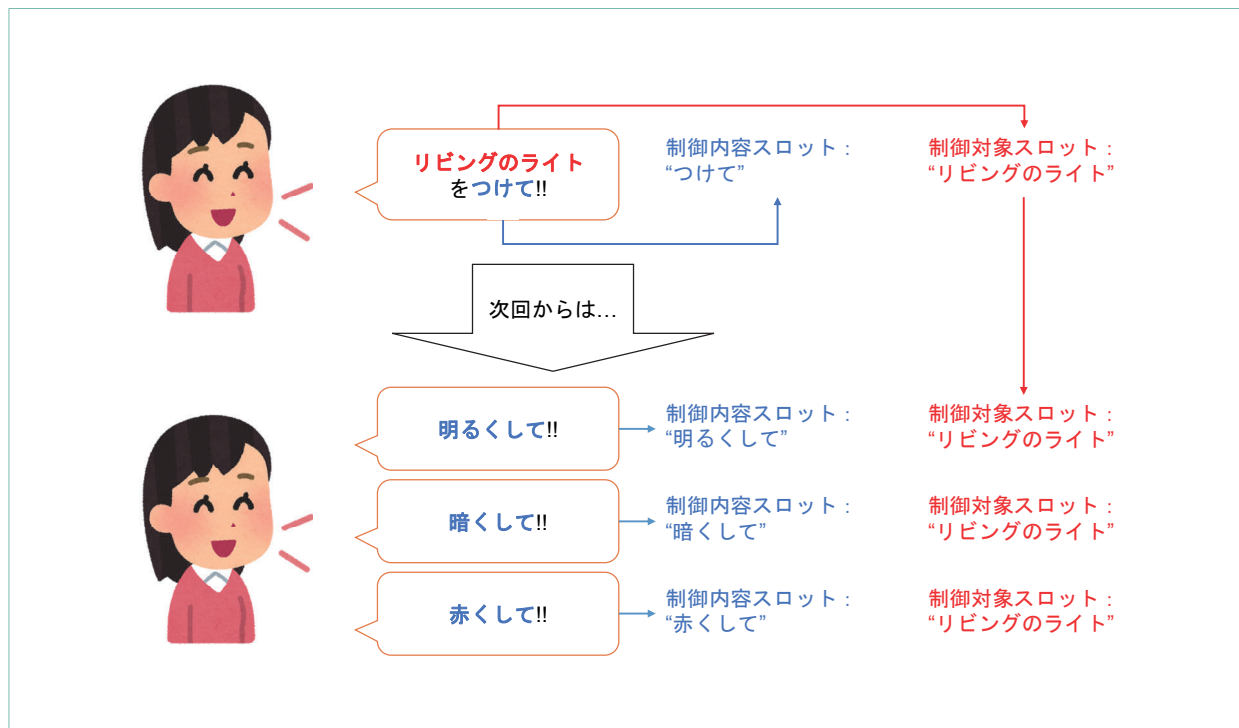 リビングのライト
をつけて!!
制御内容スロット：
“つけて”
制御対象スロット：
“リビングのライト”
次回からは…
明るくして!!
制御内容スロット：
“明るくして”
制御対象スロット：
“リビングのライト”
暗くして!!
制御内容スロット：
“暗くして”
制御対象スロット：
“リビングのライト”
赤くして!!
制御内容スロット：
“赤くして”
制御対象スロット：
“リビングのライト”